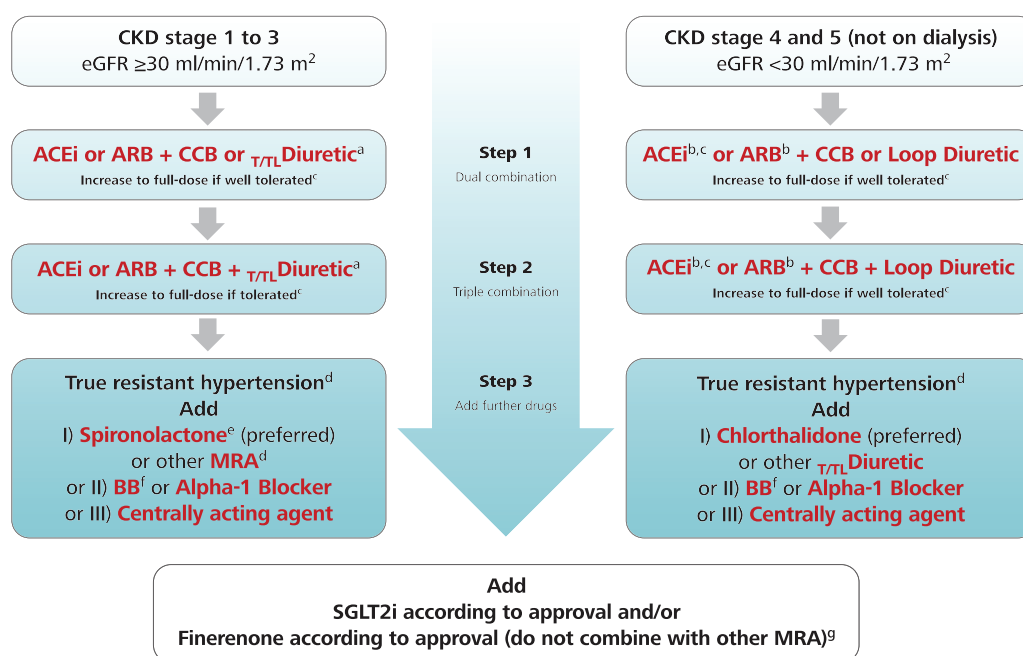 CKD stage 1 to 3
eGFR ≥30 ml/min/1.73 m²
ACEi or ARB + CCB or T/TLDiureticᵃ
Increase to full-dose if well toleratedᶜ
ACEi or ARB + CCB + T/TLDiureticᵃ
Increase to full-dose if toleratedᶜ
True resistant hypertensionᵈ
Add
I) Spironolactoneᵉ (preferred)
or other MRAᵈ
or II) BBᶠ or Alpha-1 Blocker
or III) Centrally acting agent
Step 1
Dual combination
Step 2
Triple combination
Step 3
Add further drugs
CKD stage 4 and 5 (not on dialysis)
eGFR <30 ml/min/1.73 m²
ACEiᵇ,ᶜ or ARBᵇ + CCB or Loop Diuretic
Increase to full-dose if well toleratedᶜ
ACEiᵇ,ᶜ or ARBᵇ + CCB + Loop Diuretic
Increase to full-dose if well toleratedᶜ
True resistant hypertensionᵈ
Add
I) Chlorthalidone (preferred)
or other T/TLDiuretic
or II) BBᶠ or Alpha-1 Blocker
or III) Centrally acting agent
Add
SGLT2i according to approval and/or
Finerenone according to approval (do not combine with other MRA)ᵍ